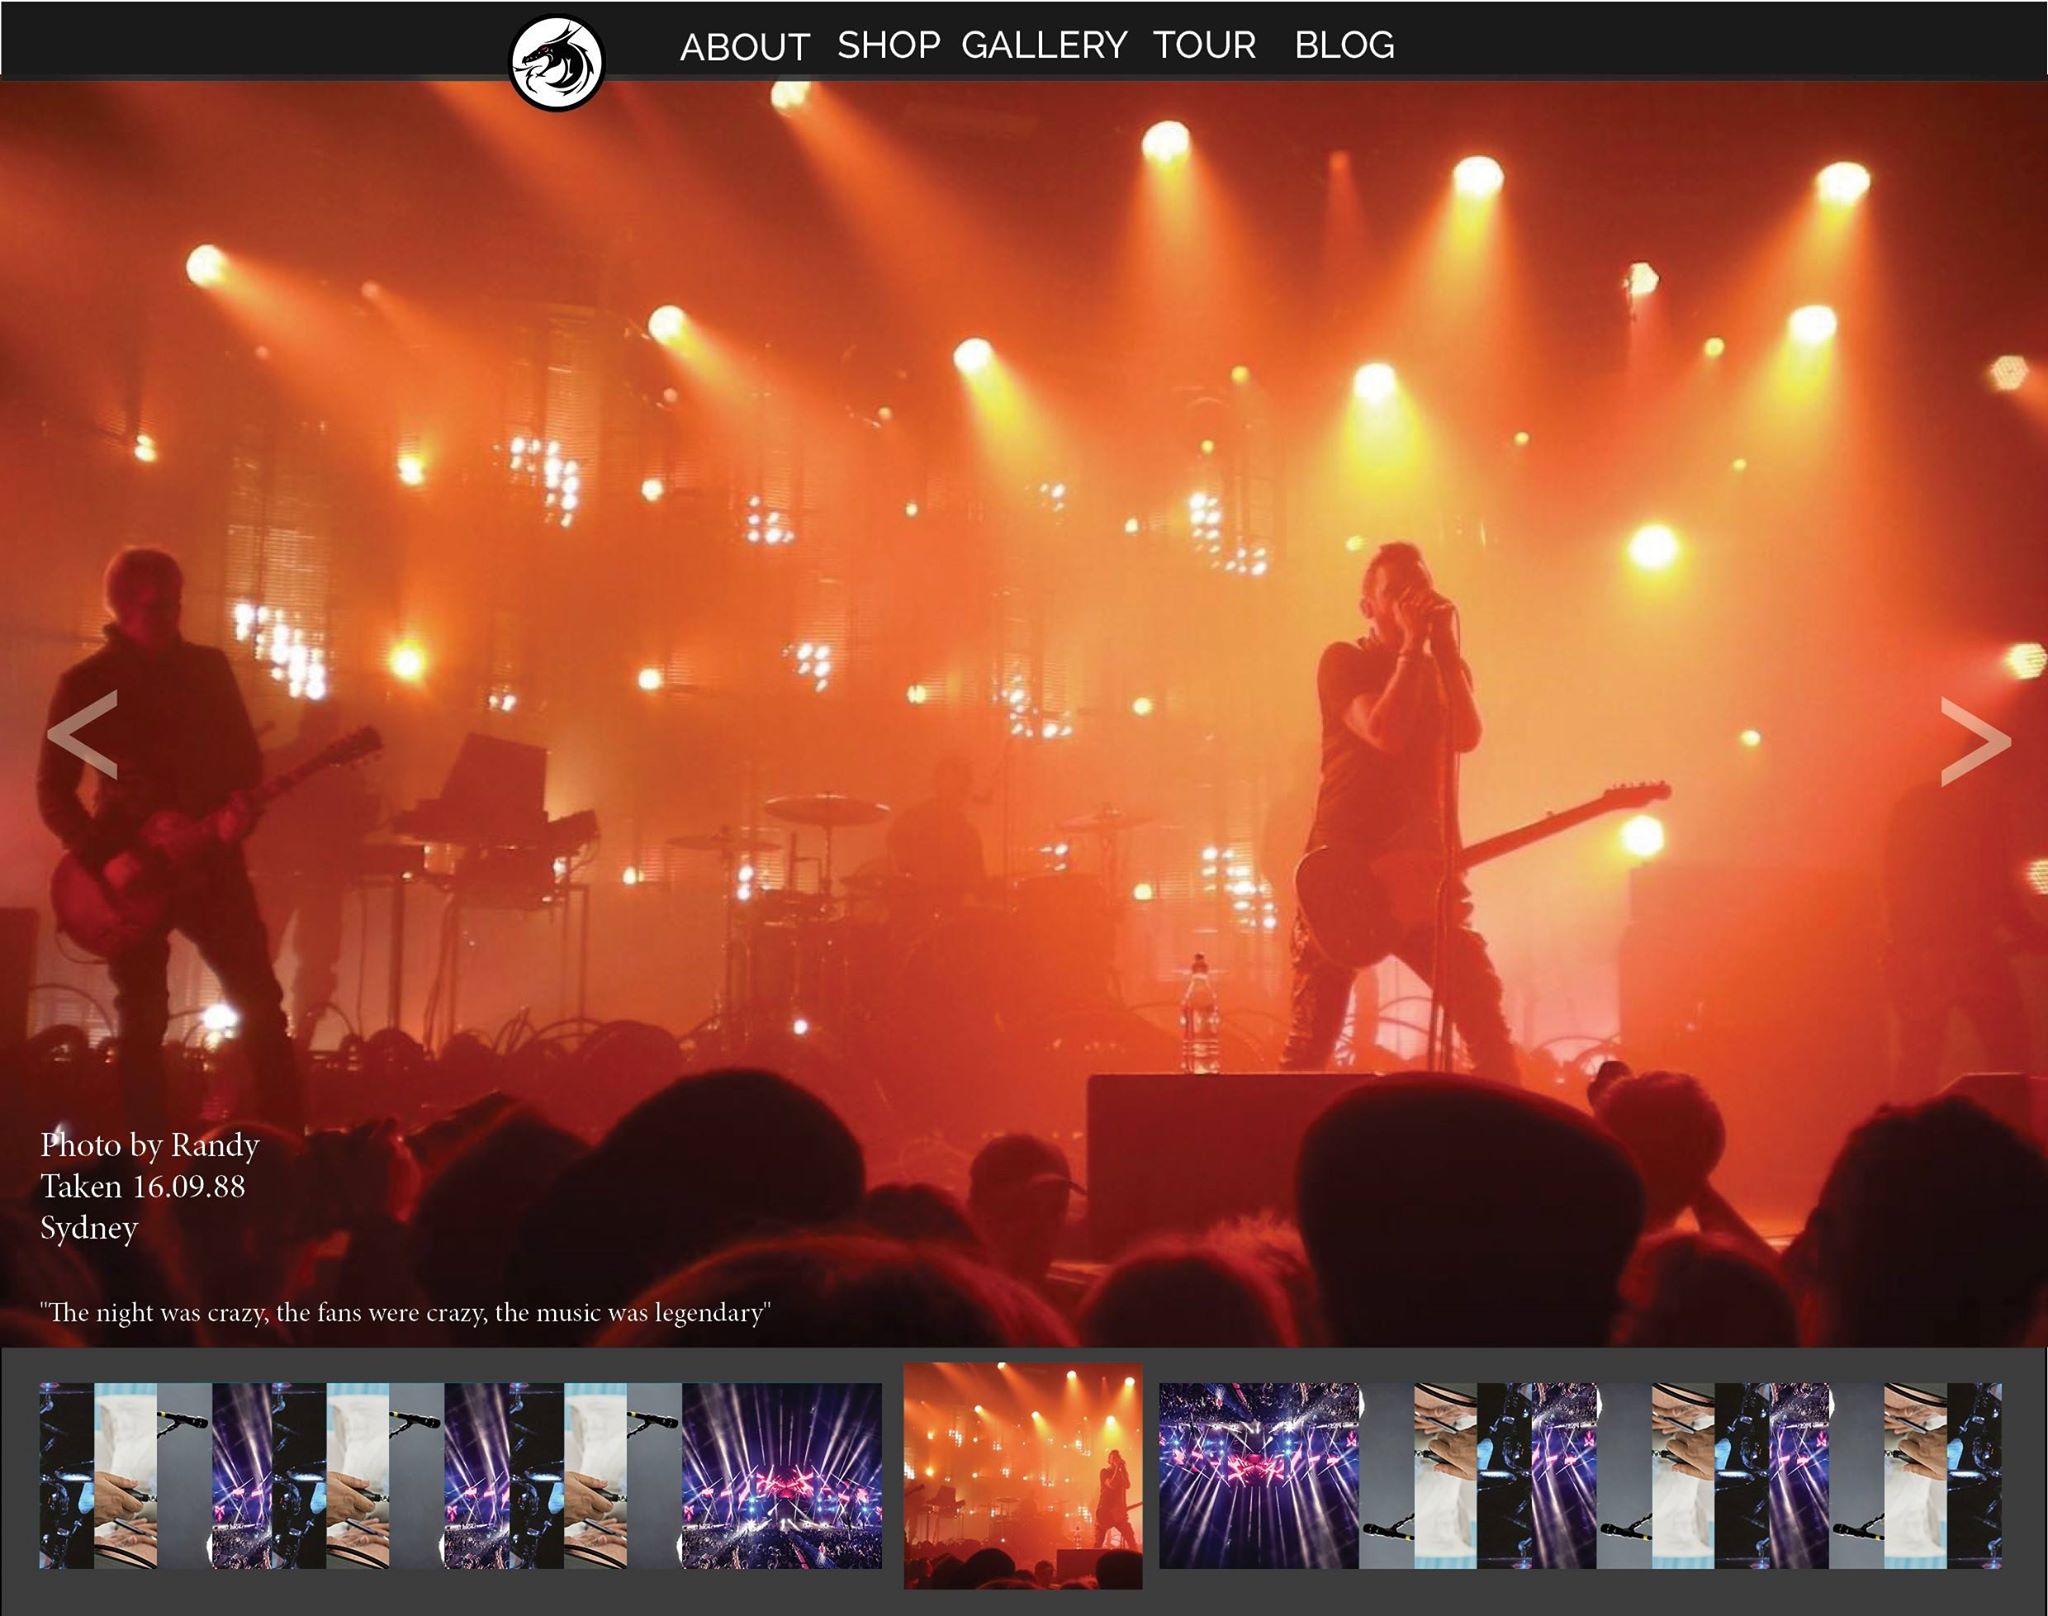 ABOUT SHOP GALLERY TOUR BLOG
Photo by Randy
Taken 16.09.88
Sydney
"The night was crazy, the fans were crazy, the music was legendary"